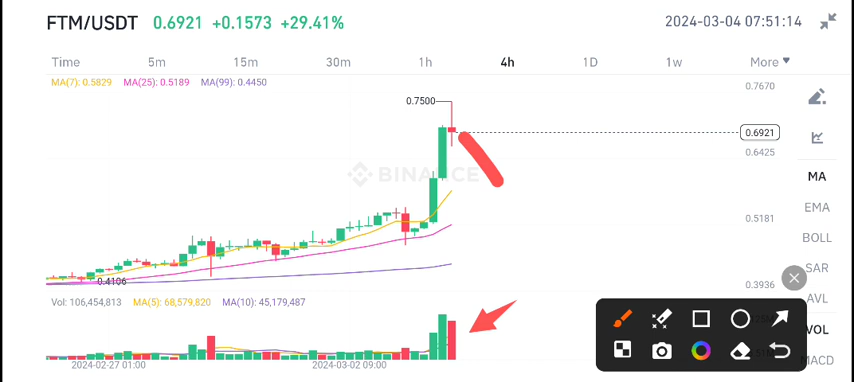 FTM/USDT 0.6921 +0.1573 +29.41% 2024-03-04 07:51:14
Time 5m 15m 30m 1h 4h 1D 1w More
MA(7): 0.5829 MA(25): 0.5189 MA(99): 0.4450
0.7670
0.7500
0.6921
0.6425
BINANCE
MA
EMA
0.5181
BOLL
SAR
0.4106
0.3936
AVL
Vol: 106,454,813 MA(5): 68,579,820 MA(10): 45,179,487
VOL
MACD
2024-02-27 01:00 2024-03-02 09:00